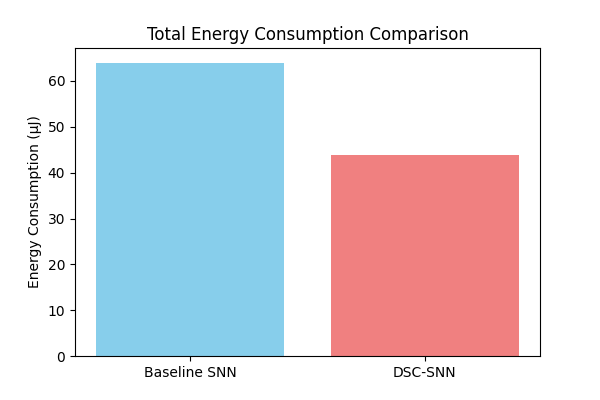 Total Energy Consumption Comparison
Energy Consumption (µJ)
60
50
40
30
20
10
0
Baseline SNN
DSC-SNN